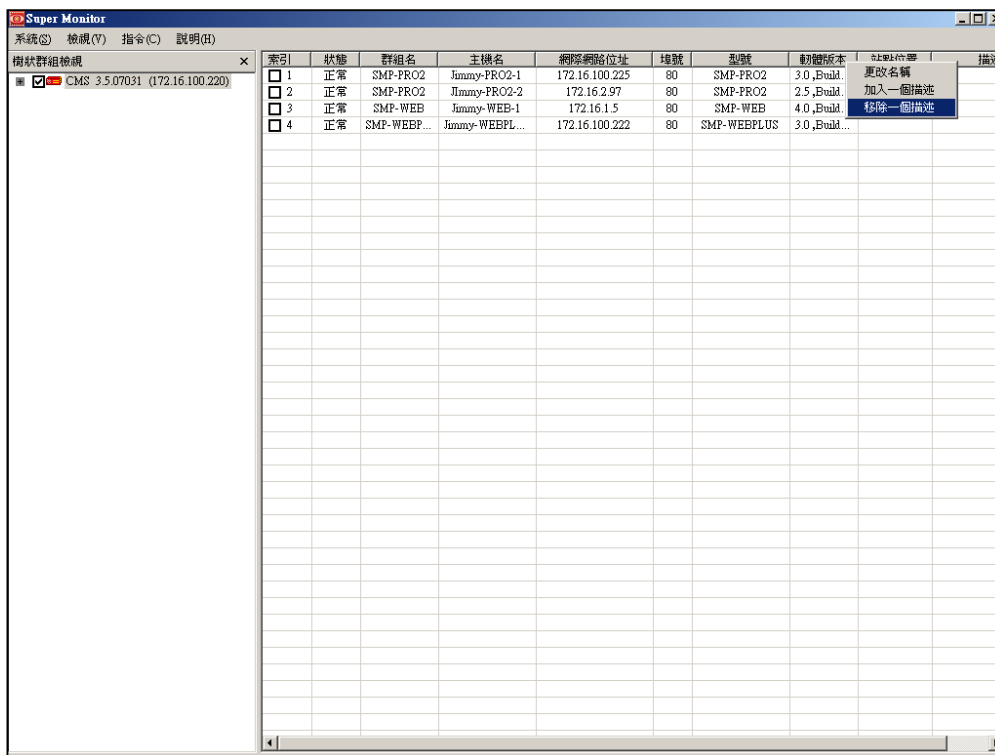 Super Monitor
系統(S) 檢視(V) 指令(C) 說明(H)
樹狀群組檢視
CMS 3.5.07031 (172.16.100.220)
索引 狀態 群組名 主機名 網際網路位址 埠號 型號 軔體版本 站點位置
1 正常 SMP-PRO2 Jimmy-PRO2-1 172.16.100.225 80 SMP-PRO2 3.0 ,Build.
2 正常 SMP-PRO2 JImmy-PRO2-2 172.16.2.97 80 SMP-PRO2 2.5 ,Build.
3 正常 SMP-WEB Jimmy-WEB-1 172.16.1.5 80 SMP-WEB 4.0 ,Build.
4 正常 SMP-WEBP... Jimmy-WEBPL... 172.16.100.222 80 SMP-WEBPLUS 3.0 ,Build...
更改名稱
加入一個描述
移除一個描述